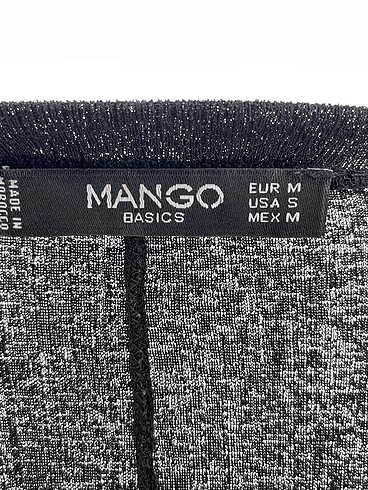 MADE IN
MOROCCO
MANGO
BASICS
EUR M
USA S
MEX M